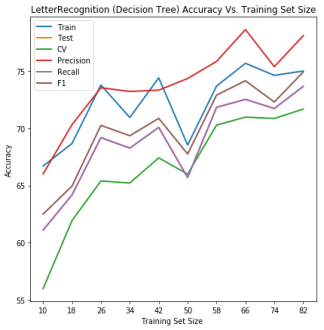 LetterRecognition (Decision Tree) Accuracy Vs. Training Set Size
Train
Test
CV
Precision
Recall
F1
75
70
65
60
55
Accuracy
10 18 26 34 42 50 58 66 74 82
Training Set Size